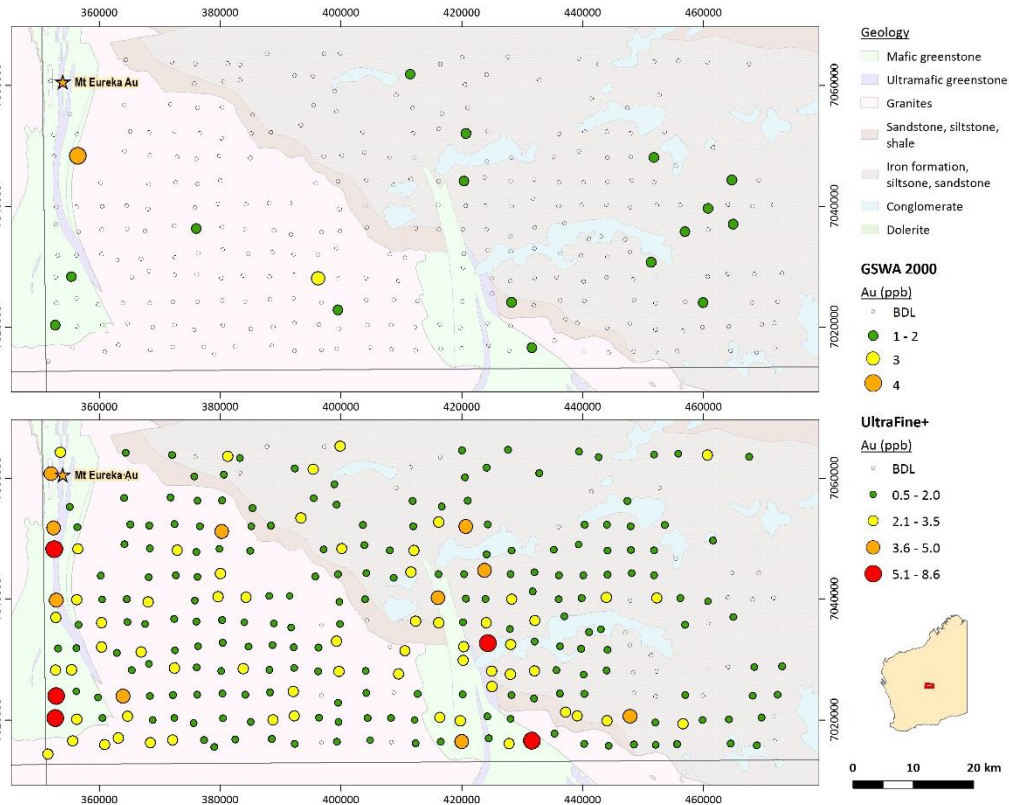 360000 380000 400000 420000 440000 460000
Mt Eureka Au
7060000
7040000
7020000
360000 380000 400000 420000 440000 460000
Mt Eureka Au
7060000
7040000
7020000
360000 380000 400000 420000 440000 460000
Geology
Mafic greenstone
Ultramafic greenstone
Granites
Sandstone, siltstone,
shale
Iron formation,
siltsone, sandstone
Conglomerate
Dolerite
GSWA 2000
Au (ppb)
BDL
1 - 2
3
4
UltraFine+
Au (ppb)
BDL
0.5 - 2.0
2.1 - 3.5
3.6 - 5.0
5.1 - 8.6
0 10 20 km